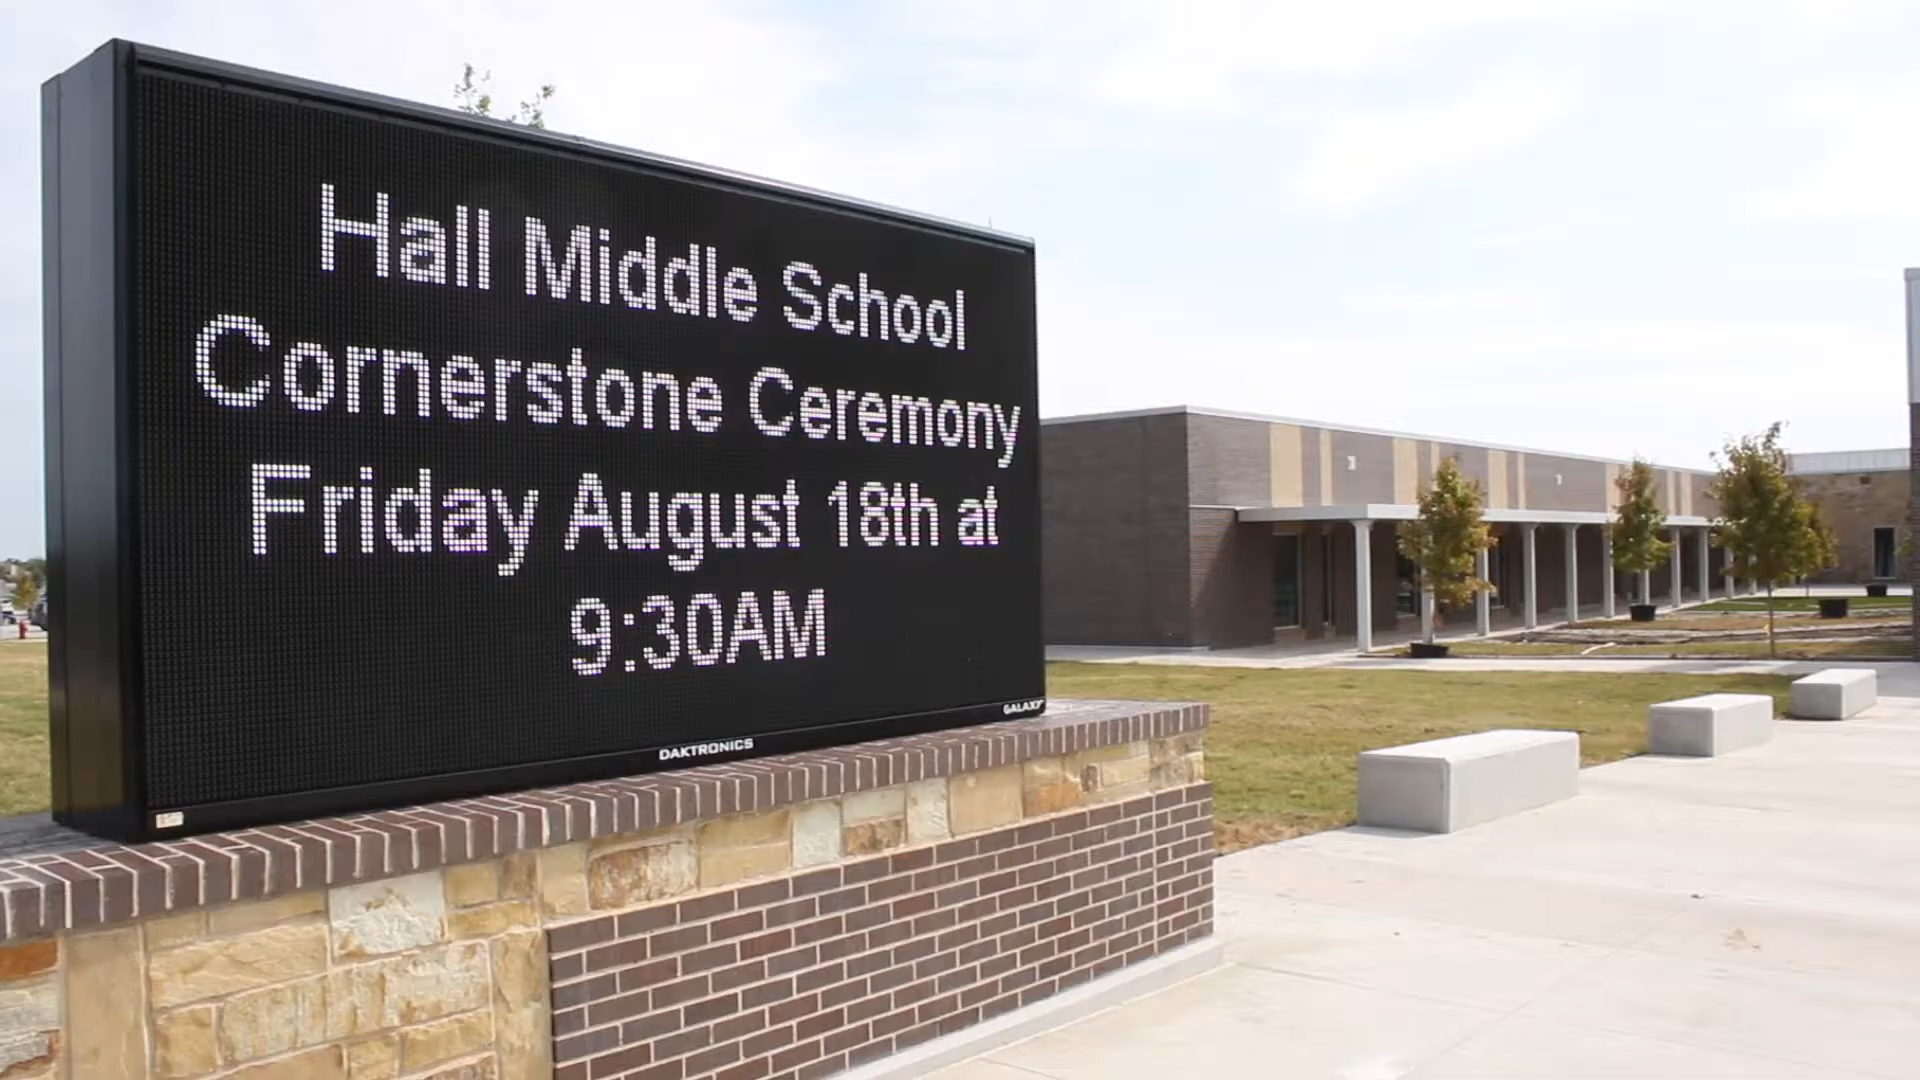 Hall Middle School
Cornerstone Ceremony
Friday August 18th at
9:30AM
GALAXY
DAKTRONICS